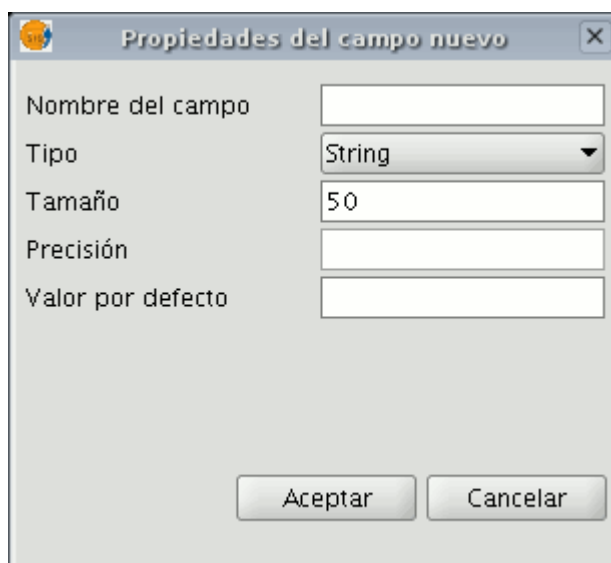 Propiedades del campo nuevo
Nombre del campo
Tipo String
Tamaño 50
Precisión
Valor por defecto
Aceptar Cancelar